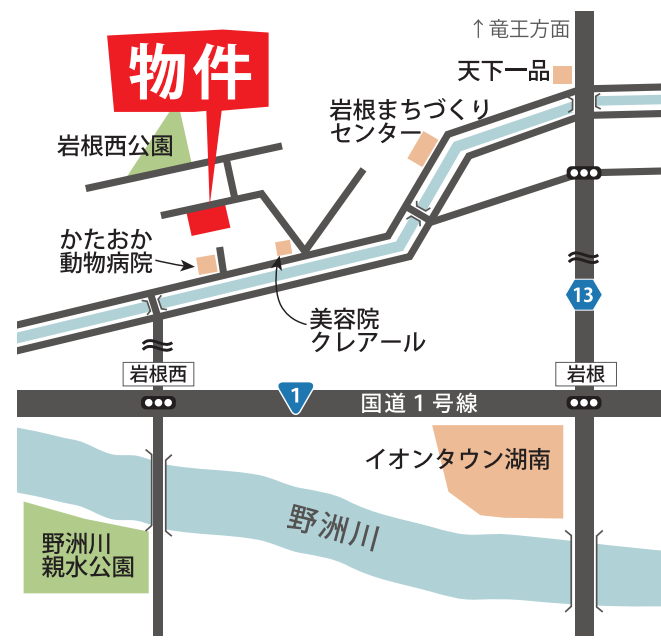 ↑竜王方面
物件
天下一品
岩根まちづくり
センター
岩根西公園
かたおか
動物病院
13
美容院
クレアール
岩根西
岩根
1
国道1号線
イオンタウン湖南
野洲川
野洲川
親水公園